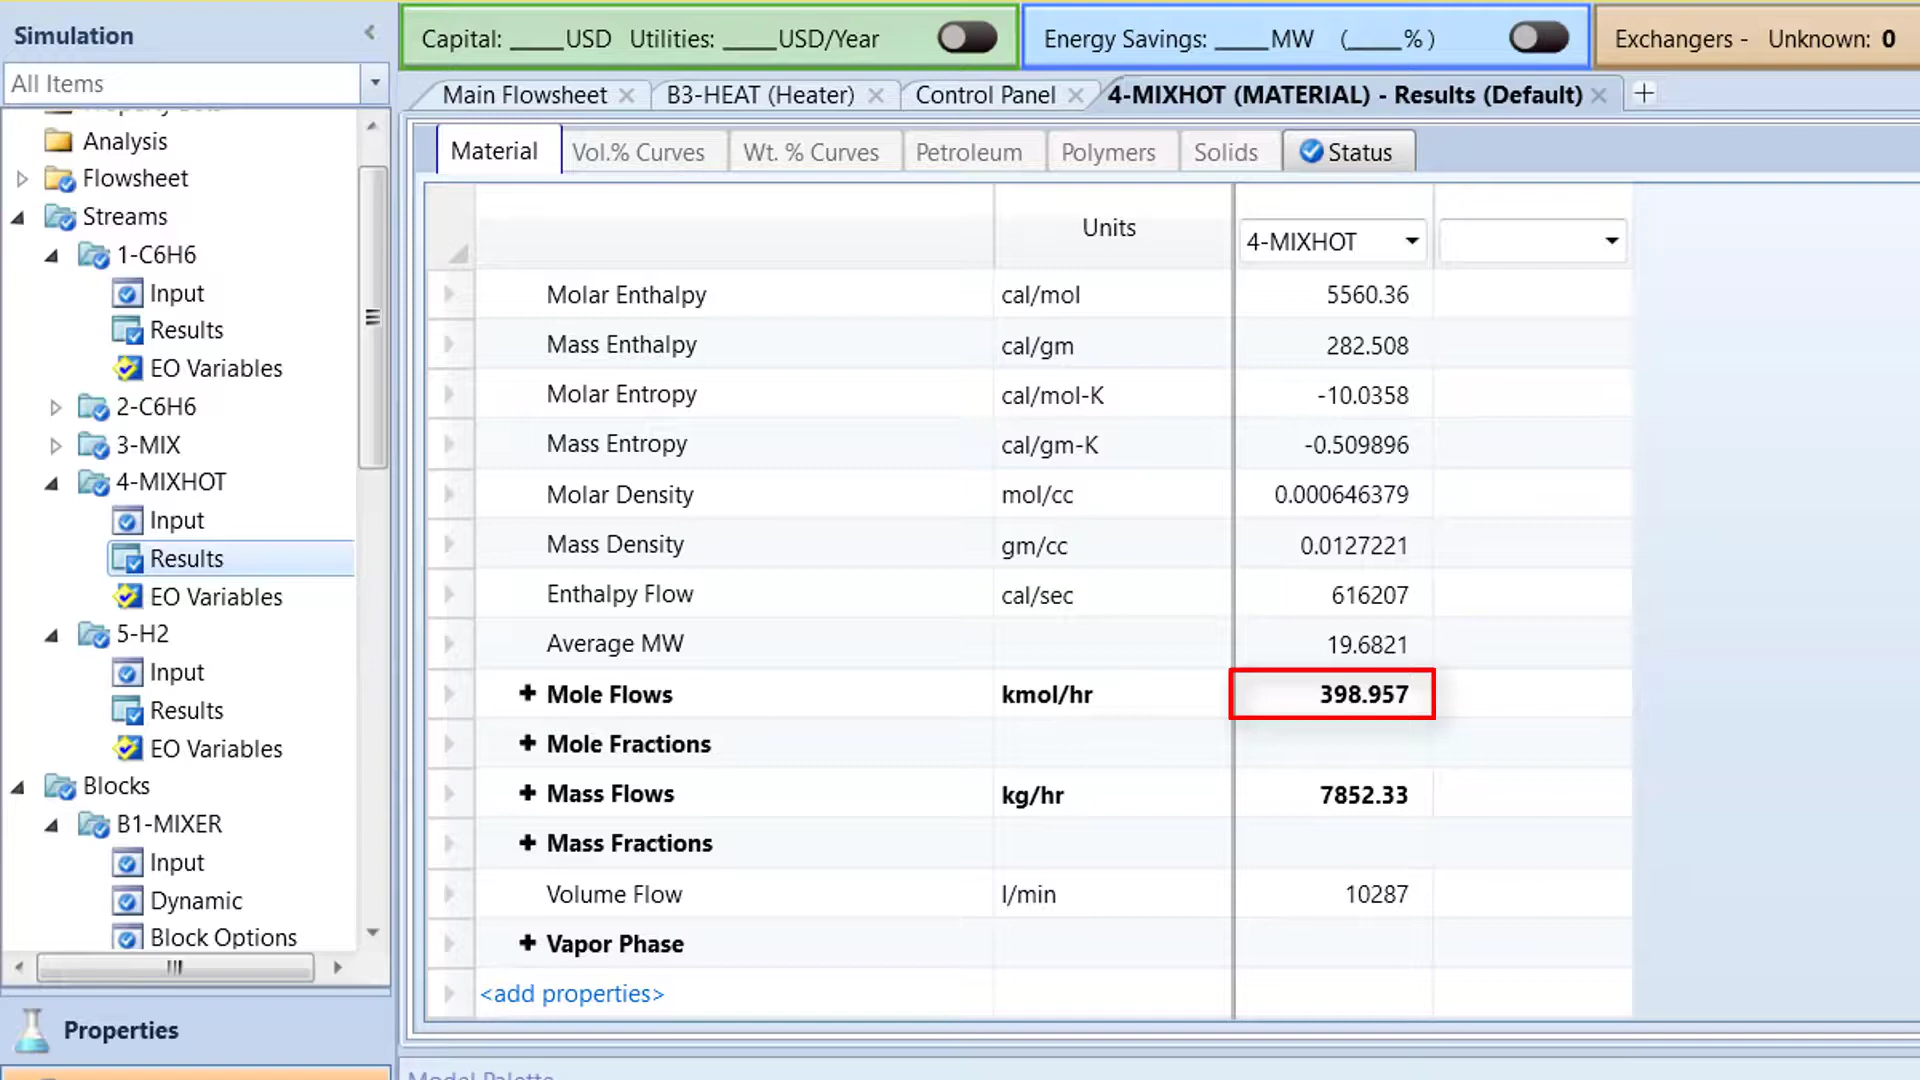 Simulation
All Items
Analysis
Flowsheet
Streams
1-C6H6
Input
Results
EO Variables
2-C6H6
3-MIX
4-MIXHOT
Input
Results
EO Variables
5-H2
Input
Results
EO Variables
Blocks
B1-MIXER
Input
Dynamic
Block Options
Properties
Capital: ____USD Utilities: ____USD/Year
Energy Savings: ____MW (____%)
Exchangers - Unknown: 0
Main Flowsheet
B3-HEAT (Heater)
Control Panel
4-MIXHOT (MATERIAL) - Results (Default)
Material
Vol.% Curves
Wt. % Curves
Petroleum
Polymers
Solids
Status
Units
4-MIXHOT
Molar Enthalpy cal/mol 5560.36
Mass Enthalpy cal/gm 282.508
Molar Entropy cal/mol-K -10.0358
Mass Entropy cal/gm-K -0.509896
Molar Density mol/cc 0.000646379
Mass Density gm/cc 0.0127221
Enthalpy Flow cal/sec 616207
Average MW 19.6821
+ Mole Flows kmol/hr 398.957
+ Mole Fractions
+ Mass Flows kg/hr 7852.33
+ Mass Fractions
Volume Flow l/min 10287
+ Vapor Phase
<add properties>